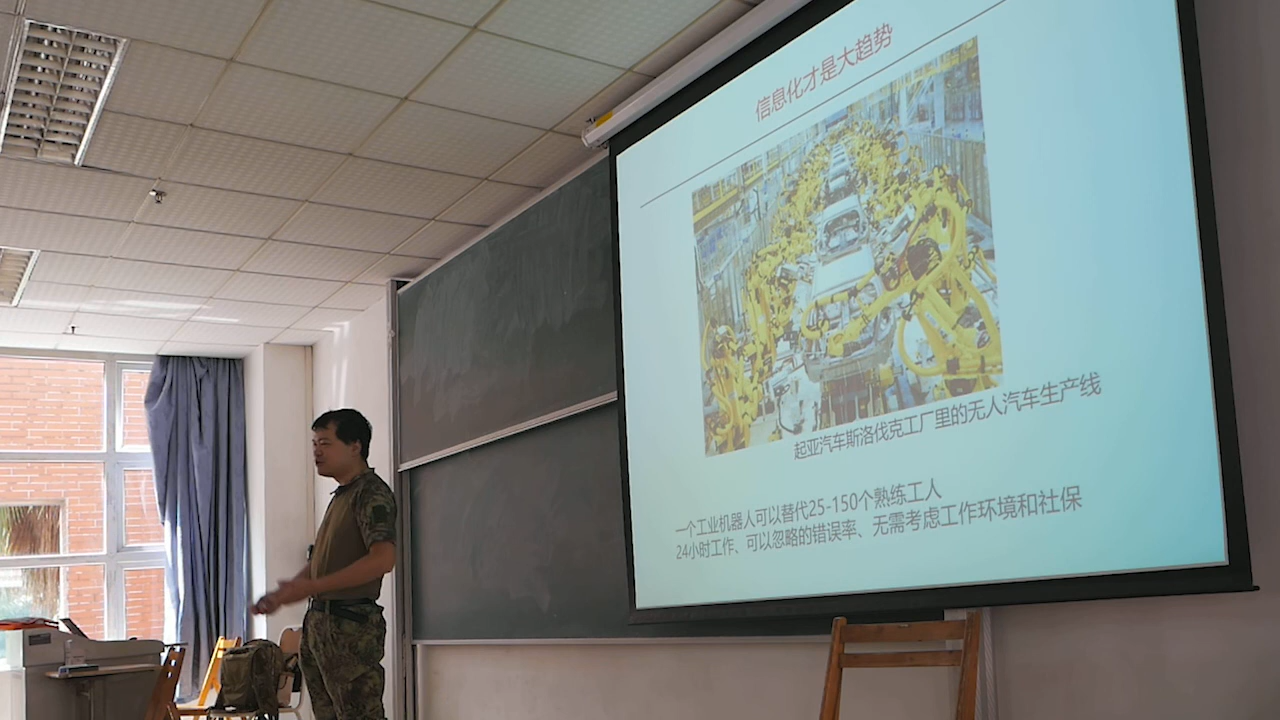 信息化才是大趋势
起亚汽车斯洛伐克工厂里的无人汽车生产线
一个工业机器人可以替代25-150个熟练工人
24小时工作、可以忽略的错误率、无需考虑工作环境和社保